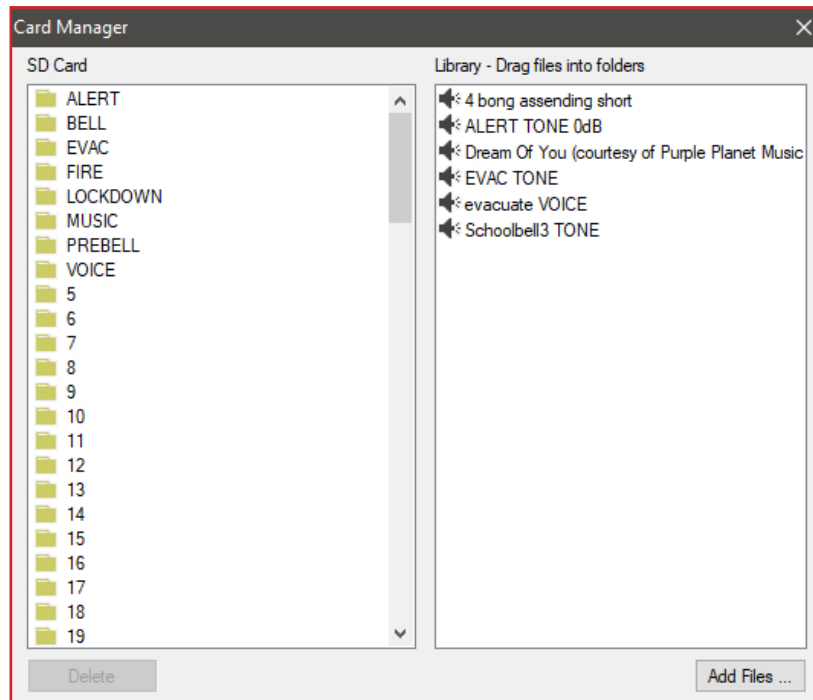 Card Manager
SD Card
ALERT
BELL
EVAC
FIRE
LOCKDOWN
MUSIC
PREBELL
VOICE
5
6
7
8
9
10
11
12
13
14
15
16
17
18
19
Delete
Library - Drag files into folders
4 bong assending short
ALERT TONE 0dB
Dream Of You (courtesy of Purple Planet Music
EVAC TONE
evacuate VOICE
Schoolbell3 TONE
Add Files ...